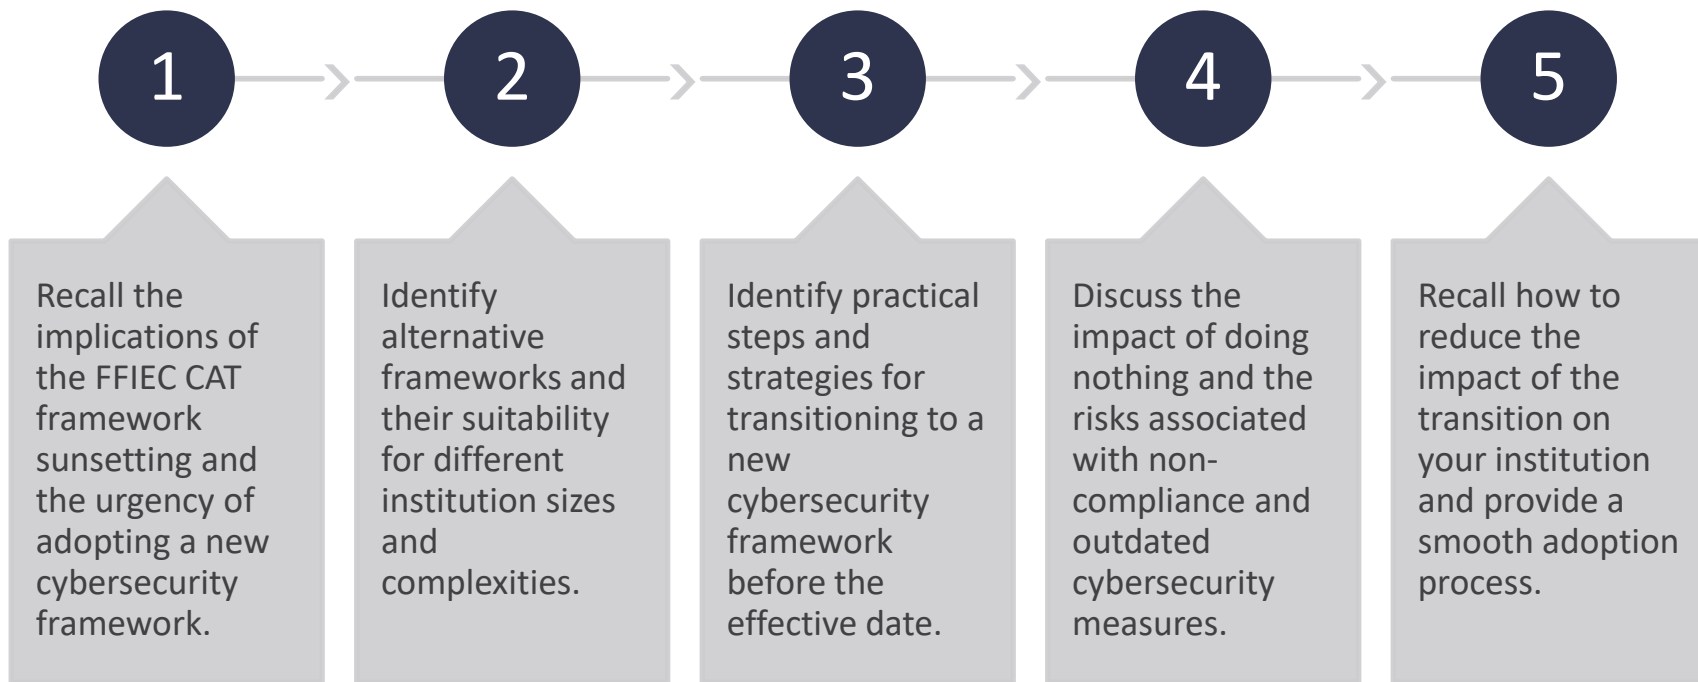 1
2
3
4
5
Recall the
implications of
the FFIEC CAT
framework
sunsetting and
the urgency of
adopting a new
cybersecurity
framework.
Identify
alternative
frameworks and
their suitability
for different
institution sizes
and
complexities.
Identify practical
steps and
strategies for
transitioning to a
new
cybersecurity
framework
before the
effective date.
Discuss the
impact of doing
nothing and the
risks associated
with non-
compliance and
outdated
cybersecurity
measures.
Recall how to
reduce the
impact of the
transition on
your institution
and provide a
smooth adoption
process.